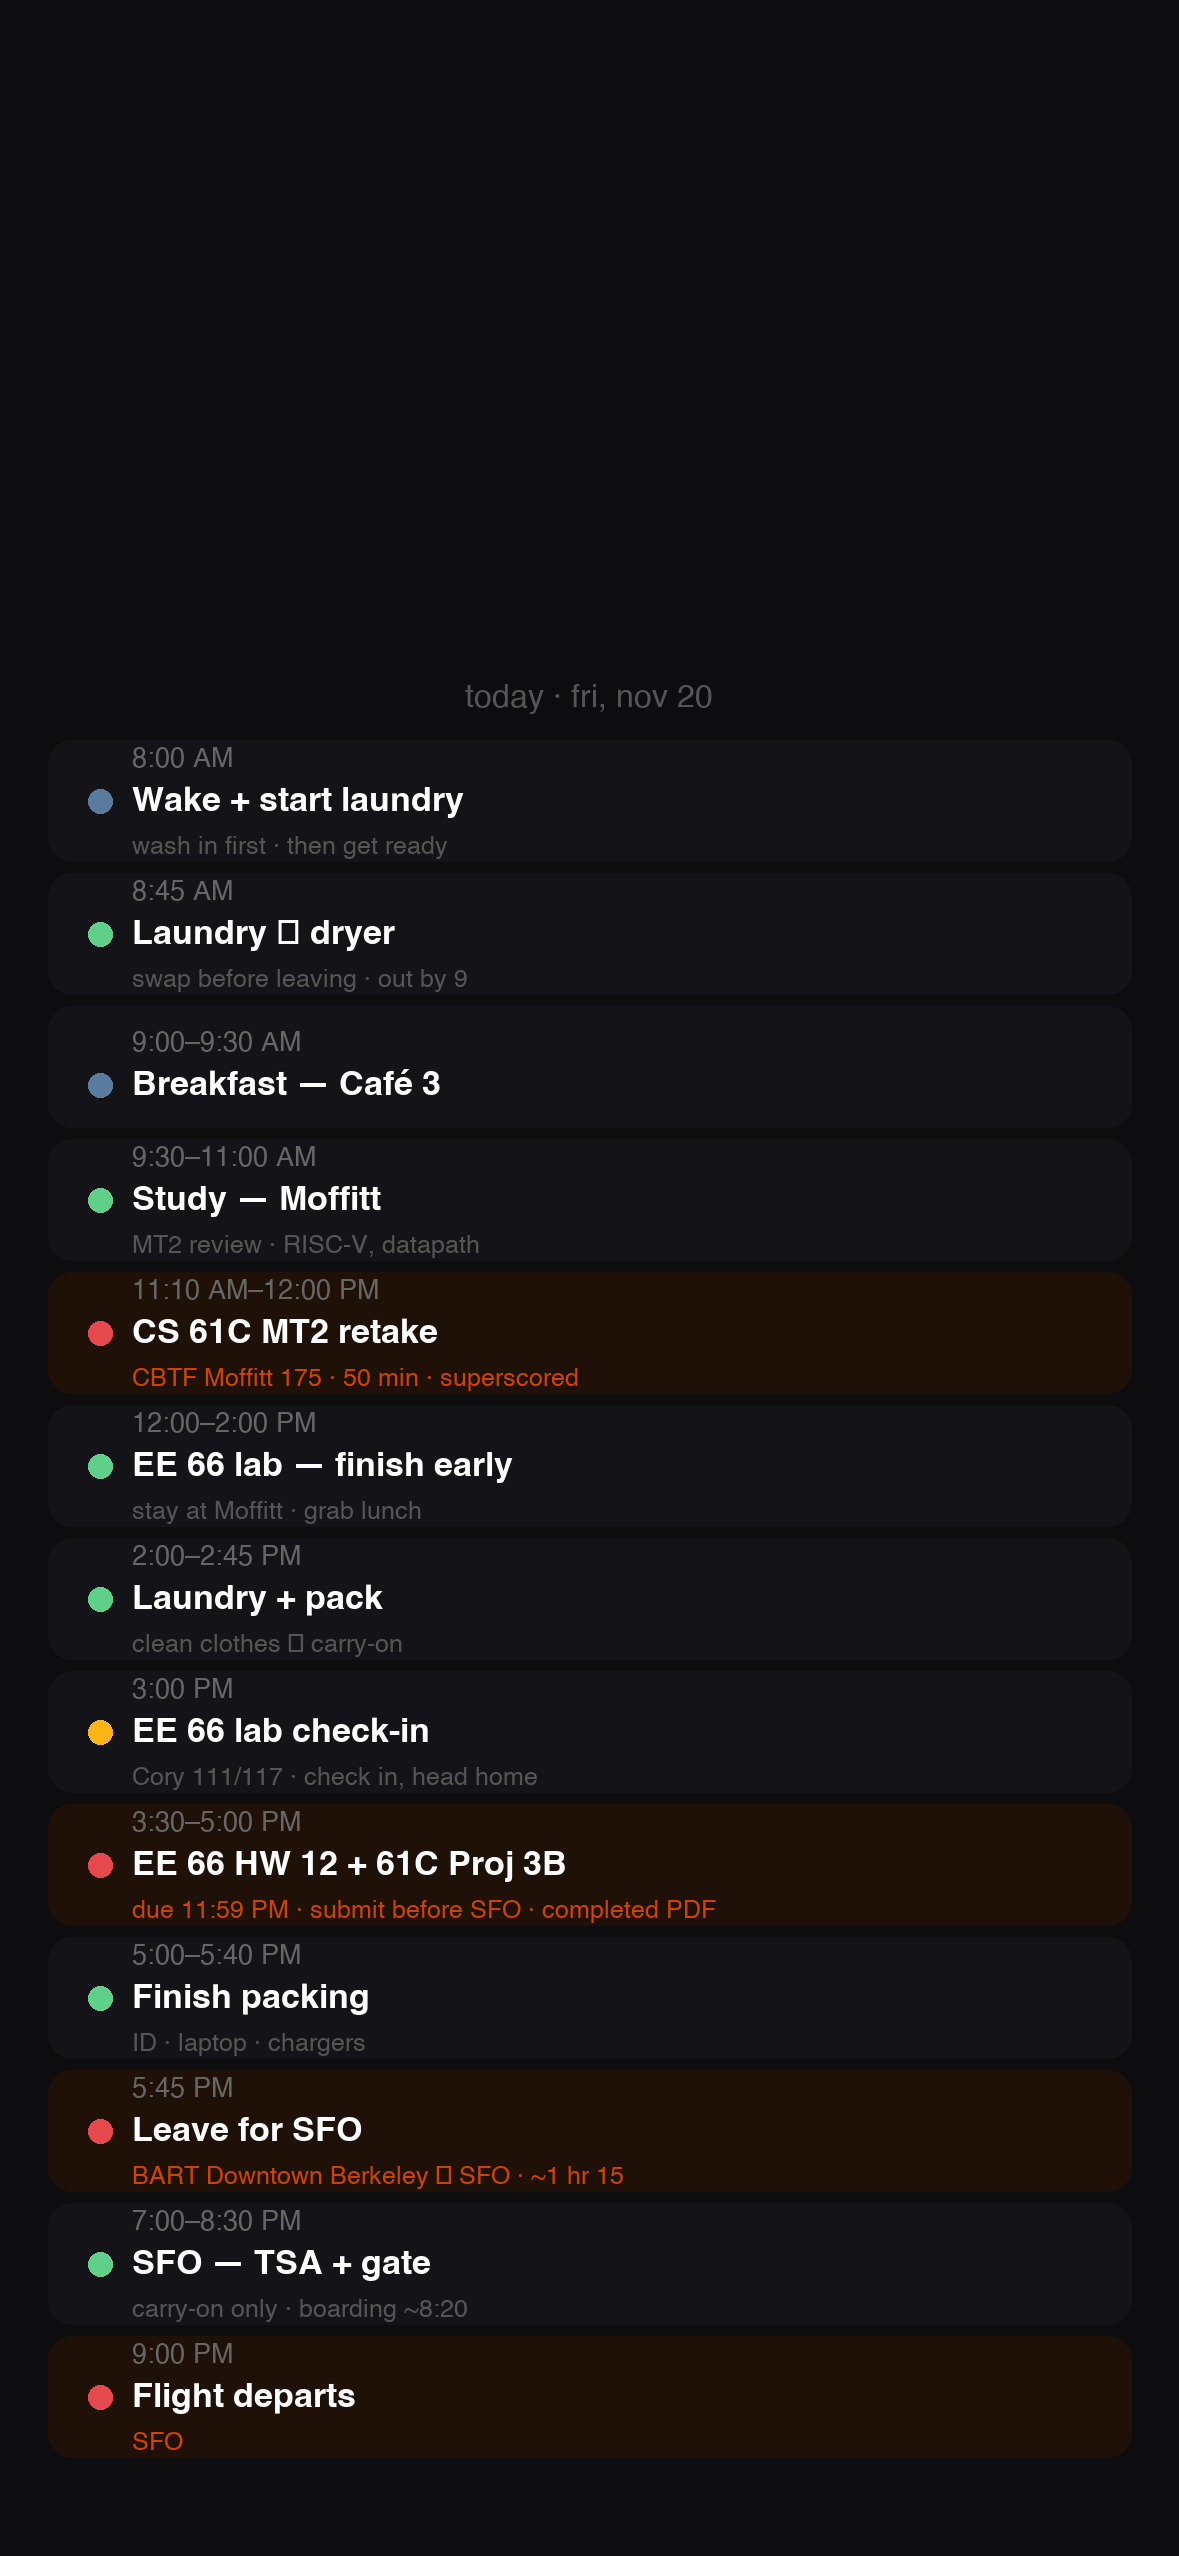 today · fri, nov 20
8:00 AM
Wake + start laundry
wash in first · then get ready
8:45 AM
Laundry □ dryer
swap before leaving · out by 9
9:00–9:30 AM
Breakfast — Café 3
9:30–11:00 AM
Study — Moffitt
MT2 review · RISC-V, datapath
11:10 AM–12:00 PM
CS 61C MT2 retake
CBTF Moffitt 175 · 50 min · superscored
12:00–2:00 PM
EE 66 lab — finish early
stay at Moffitt · grab lunch
2:00–2:45 PM
Laundry + pack
clean clothes □ carry-on
3:00 PM
EE 66 lab check-in
Cory 111/117 · check in, head home
3:30–5:00 PM
EE 66 HW 12 + 61C Proj 3B
due 11:59 PM · submit before SFO · completed PDF
5:00–5:40 PM
Finish packing
ID · laptop · chargers
5:45 PM
Leave for SFO
BART Downtown Berkeley □ SFO · ~1 hr 15
7:00–8:30 PM
SFO — TSA + gate
carry-on only · boarding ~8:20
9:00 PM
Flight departs
SFO